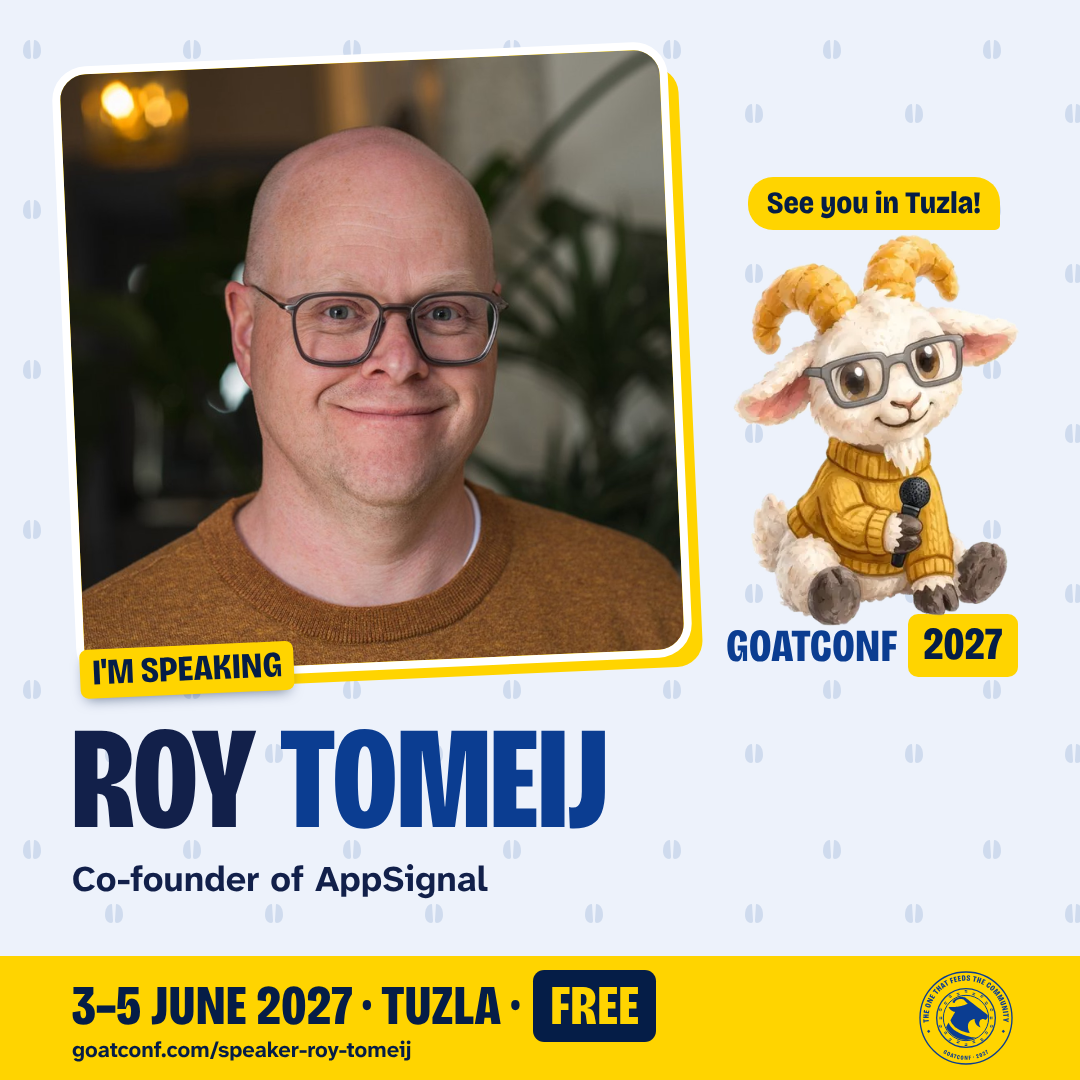 See you in Tuzla!
GOATCONF 2027
I'M SPEAKING
ROY TOMEIJ
Co-founder of AppSignal
3–5 JUNE 2027 · TUZLA · FREE
goatconf.com/speaker-roy-tomeij
THE ONE THAT FEEDS THE COMMUNITY
GOATCONF · 2027